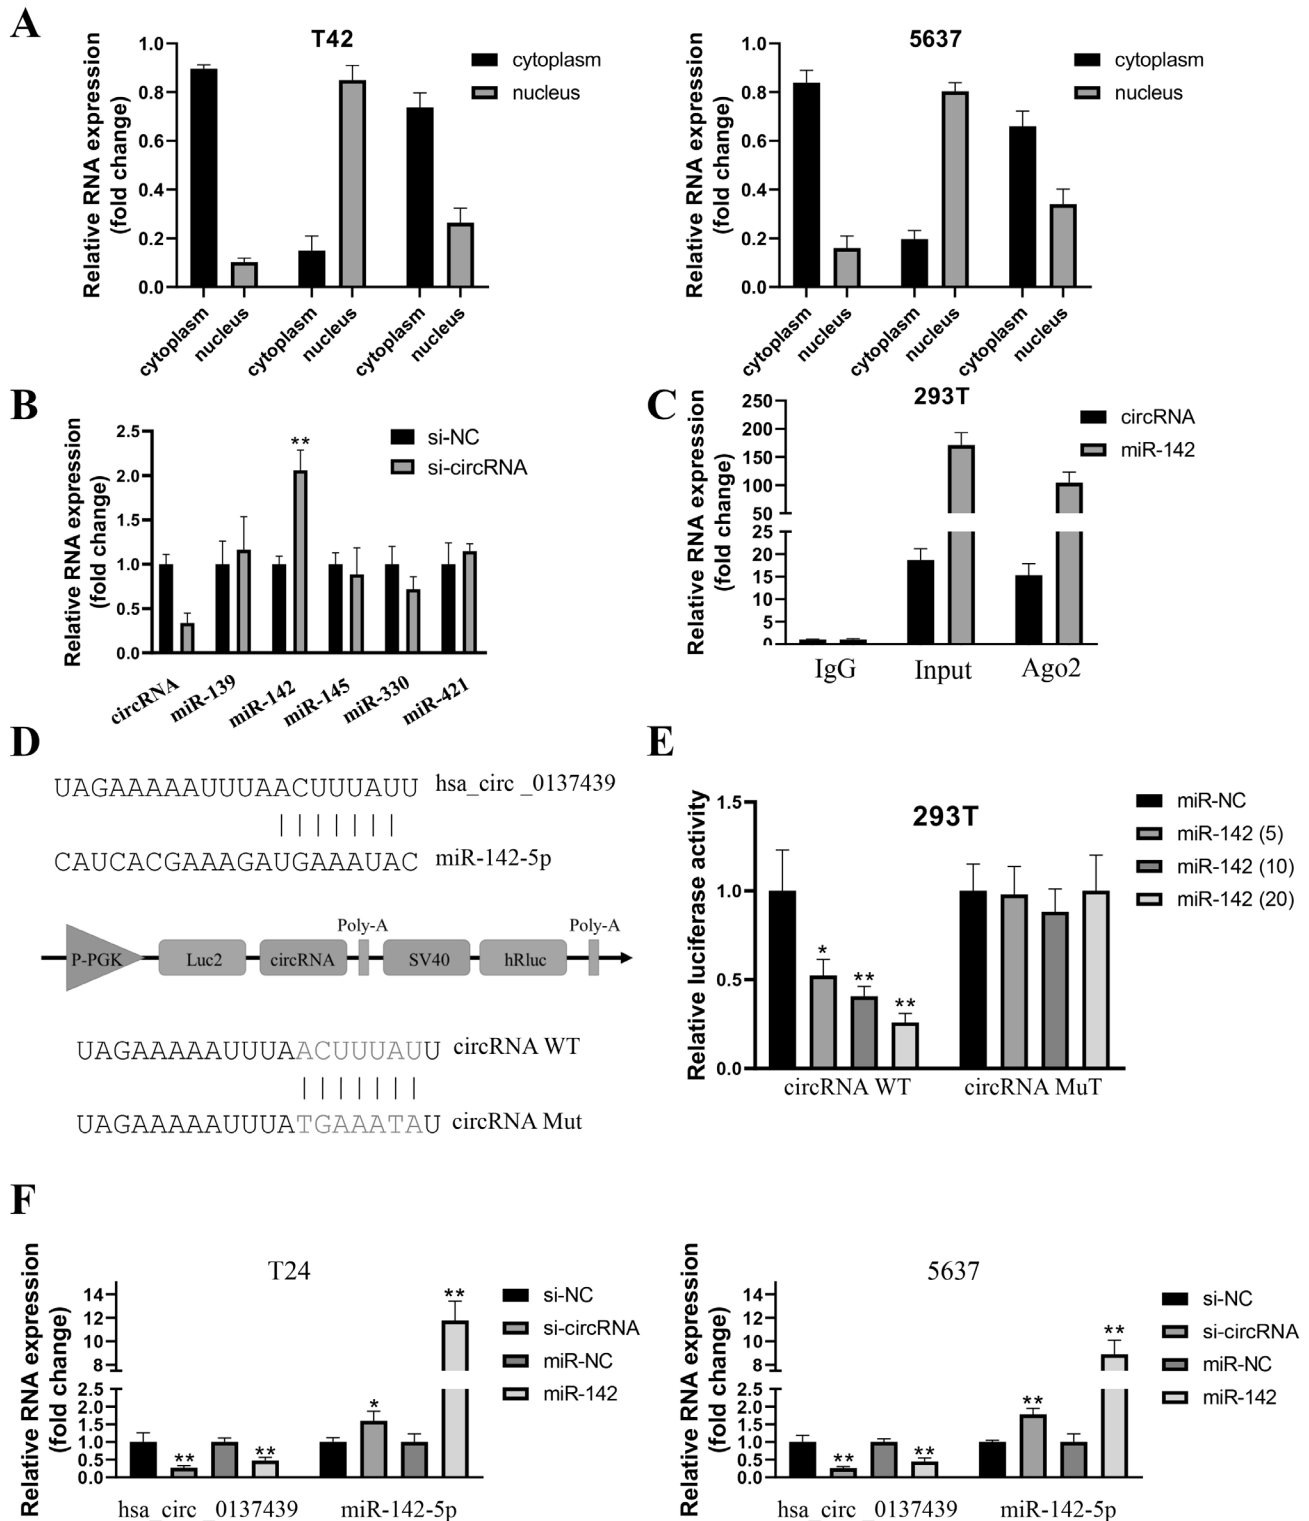 A
T42
Relative RNA expression
(fold change)
1.0
0.8
0.6
0.4
0.2
0.0
cytoplasm
nucleus
cytoplasm
nucleus
cytoplasm
nucleus
cytoplasm
nucleus
5637
Relative RNA expression
(fold change)
1.0
0.8
0.6
0.4
0.2
0.0
cytoplasm
nucleus
cytoplasm
nucleus
cytoplasm
nucleus
cytoplasm
nucleus
B
Relative RNA expression
(fold change)
2.5
2.0
1.5
1.0
0.5
0.0
**
si-NC
si-circRNA
circRNA
miR-139
miR-142
miR-145
miR-330
miR-421
C
293T
Relative RNA expression
(fold change)
250
200
150
100
50
25
20
15
10
5
0
circRNA
miR-142
IgG
Input
Ago2
D
UAGAAAAAUUUAACUUUAUU hsa_circ _0137439
CAUCACGAAAGAUGAAAUAC miR-142-5p
Poly-A
Poly-A
P-PGK
Luc2
circRNA
SV40
hRluc
UAGAAAAAUUUAACUUUAUU circRNA WT
UAGAAAAAUUUATGAAATAU circRNA Mut
E
293T
Relative luciferase activity
1.5
1.0
0.5
0.0
*
**
**
miR-NC
miR-142 (5)
miR-142 (10)
miR-142 (20)
circRNA WT
circRNA MuT
F
T24
Relative RNA expression
(fold change)
14
12
10
8
2.5
2.0
1.5
1.0
0.5
0.0
**
**
*
**
si-NC
si-circRNA
miR-NC
miR-142
hsa_circ _0137439
miR-142-5p
5637
Relative RNA expression
(fold change)
14
12
10
8
2.5
2.0
1.5
1.0
0.5
0.0
**
**
**
**
si-NC
si-circRNA
miR-NC
miR-142
hsa_circ _0137439
miR-142-5p